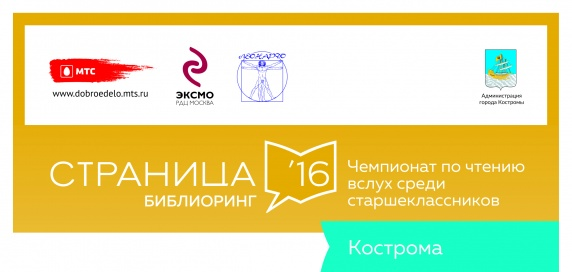 МТС
www.dobroedelo.mts.ru
ЭКСМО
РДЦ МОСКВА
Администрация
города Костромы
СТРАНИЦА '16
БИБЛИОРИНГ
Чемпионат по чтению
вслух среди
старшеклассников
Кострома